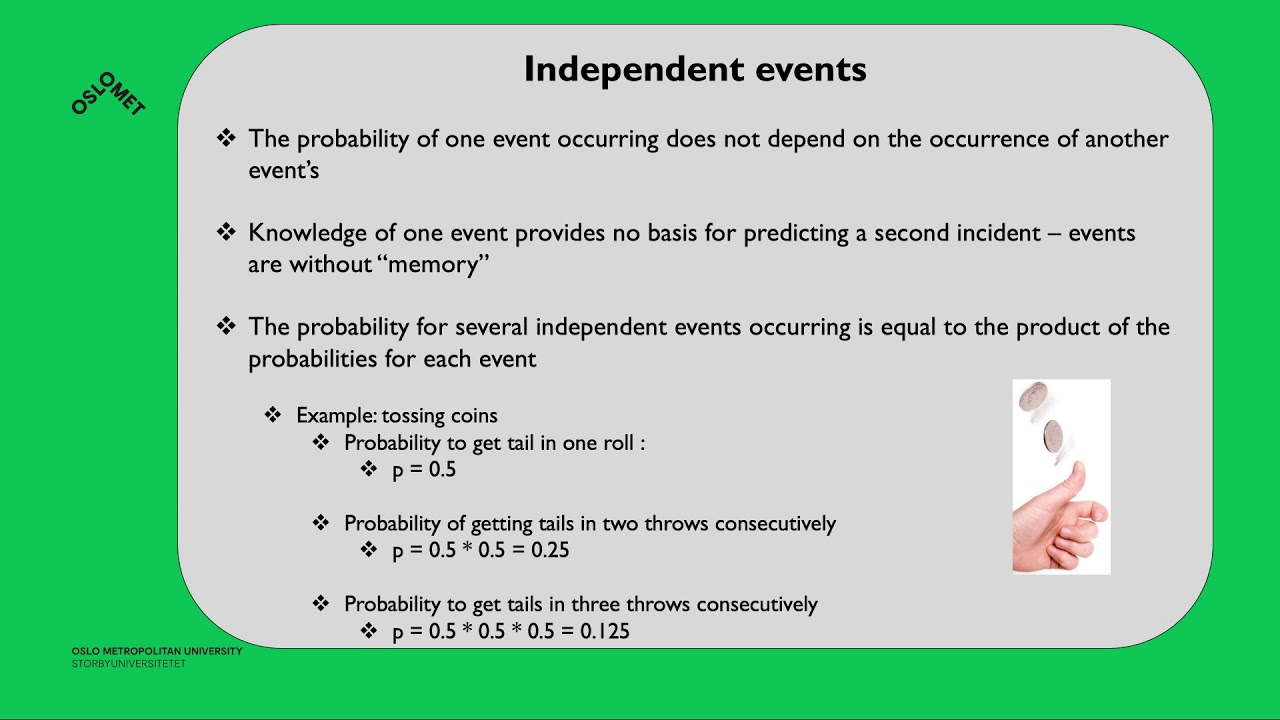 OSLOMET
Independent events
❖ The probability of one event occurring does not depend on the occurrence of another
event’s
❖ Knowledge of one event provides no basis for predicting a second incident – events
are without “memory”
❖ The probability for several independent events occurring is equal to the product of the
probabilities for each event
❖ Example: tossing coins
❖ Probability to get tail in one roll :
❖ p = 0.5
❖ Probability of getting tails in two throws consecutively
❖ p = 0.5 * 0.5 = 0.25
❖ Probability to get tails in three throws consecutively
❖ p = 0.5 * 0.5 * 0.5 = 0.125
OSLO METROPOLITAN UNIVERSITY
STORBYUNIVERSITETET